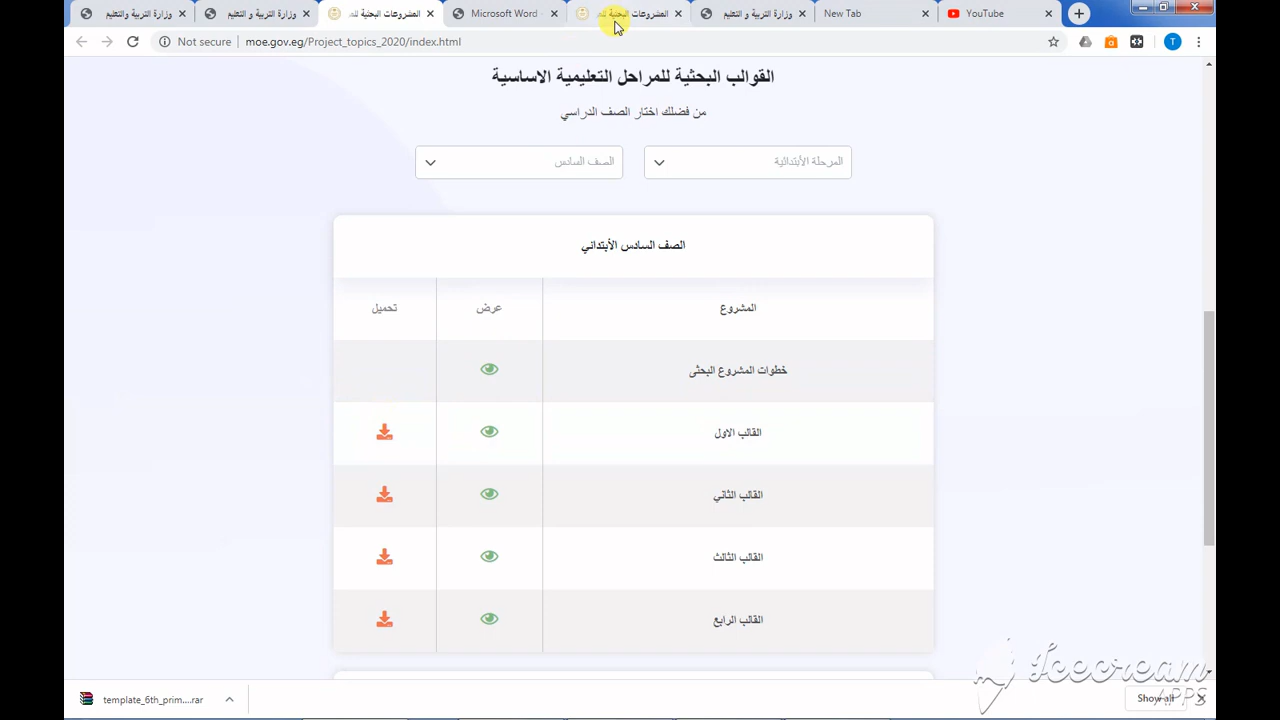 وزارة التربية و التعليم
وزارة التربية و التعليم
المشروعات البحثية لله
Microsoft Word
المشروعات البحثية لله
وزارة التربية و التعليم
New Tab
YouTube
Not secure
moe.gov.eg/Project_topics_2020/index.html
T
القوالب البحثية للمراحل التعليمية الاساسية
من فضلك اختار الصف الدراسي
المرحلة الأبتدائية
الصف السادس
الصف السادس الأبتدائي
المشروع
عرض
تحميل
خطوات المشروع البحثى
القالب الاول
القالب الثاني
القالب الثالث
القالب الرابع
template_6th_prim....rar
Show all
Icecream
APPS